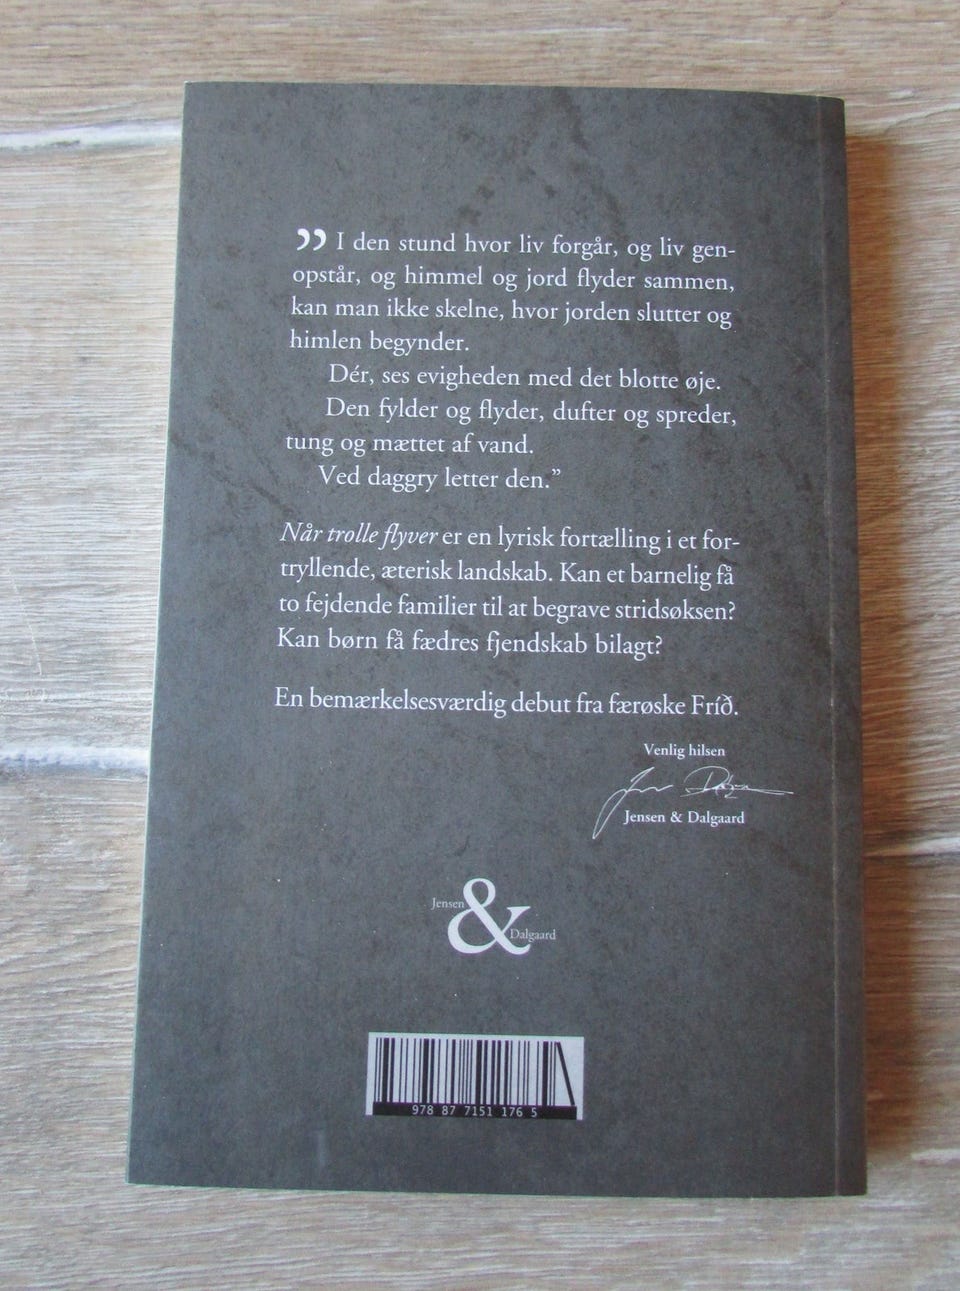 ” I den stund hvor liv forgår, og liv gen-
opstår, og himmel og jord flyder sammen,
kan man ikke skelne, hvor jorden slutter og
himlen begynder.
Dér, ses evigheden med det blotte øje.
Den fylder og flyder, dufter og spreder,
tung og mættet af vand.
Ved daggry letter den.”
Når trolle flyver er en lyrisk fortælling i et for-
tryllende, æterisk landskab. Kan et barnelig få
to fejdende familier til at begrave stridsøksen?
Kan børn få fædres fjendskab bilagt?
En bemærkelsesværdig debut fra færøske Fríð.
Venlig hilsen
Jensen & Dalgaard
Jensen & Dalgaard
978 87 7151 176 5